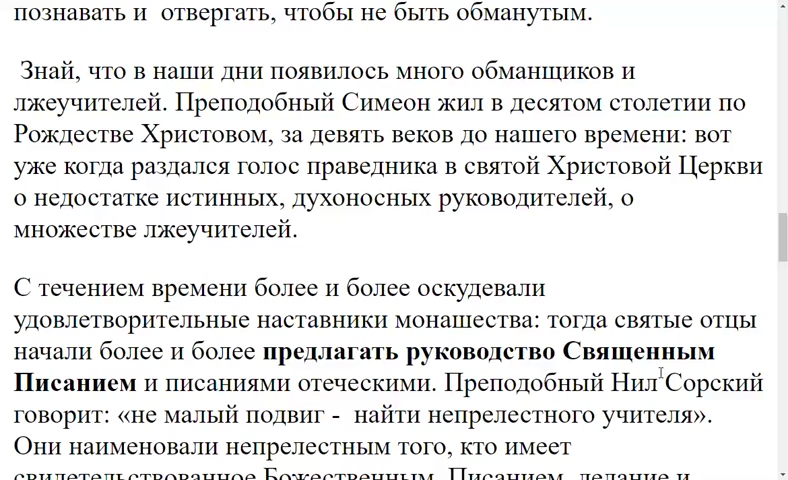 познавать и  отвергать, чтобы не быть обманутым.
Знай, что в наши дни появилось много обманщиков и
лжеучителей. Преподобный Симеон жил в десятом столетии по
Рождестве Христовом, за девять веков до нашего времени: вот
уже когда раздался голос праведника в святой Христовой Церкви
о недостатке истинных, духоносных руководителей, о
множестве лжеучителей.
С течением времени более и более оскудевали
удовлетворительные наставники монашества: тогда святые отцы
начали более и более предлагать руководство Священным
Писанием и писаниями отеческими. Преподобный Нил Сорский
говорит: «не малый подвиг -  найти непрелестного учителя».
Они наименовали непрелестным того, кто имеет
свидетельствованное Божественным  Писанием, делание и